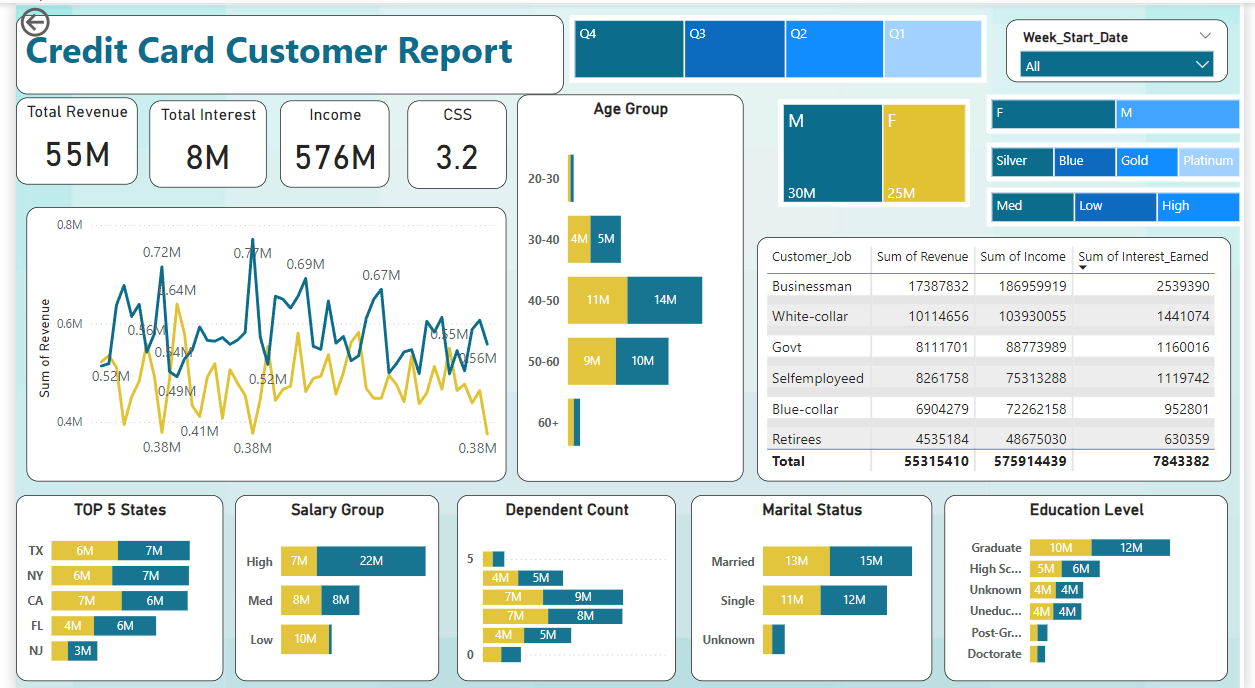 Credit Card Customer Report
Q4
Q3
Q2
Q1
Week_Start_Date
All
Total Revenue
55M
Total Interest
8M
Income
576M
CSS
3.2
Age Group
20-30
30-40
4M
5M
40-50
11M
14M
50-60
9M
10M
60+
M
30M
F
25M
F
M
Silver
Blue
Gold
Platinum
Med
Low
High
Sum of Revenue
0.8M
0.6M
0.4M
0.72M
0.77M
0.69M
0.67M
0.64M
0.56M
0.54M
0.52M
0.49M
0.52M
0.55M
0.56M
0.41M
0.38M
0.38M
0.38M
Customer_Job Sum of Revenue Sum of Income Sum of Interest_Earned
Businessman 17387832 186959919 2539390
White-collar 10114656 103930055 1441074
Govt 8111701 88773989 1160016
Selfemployeed 8261758 75313288 1119742
Blue-collar 6904279 72262158 952801
Retirees 4535184 48675030 630359
Total 55315410 575914439 7843382
TOP 5 States
TX 6M 7M
NY 6M 7M
CA 7M 6M
FL 4M 6M
NJ 3M
Salary Group
High 7M 22M
Med 8M 8M
Low 10M
Dependent Count
5
4M 5M
7M 9M
7M 8M
4M 5M
0
Marital Status
Married 13M 15M
Single 11M 12M
Unknown
Education Level
Graduate 10M 12M
High Sc... 5M 6M
Unknown 4M 4M
Uneduc... 4M 4M
Post-Gr...
Doctorate